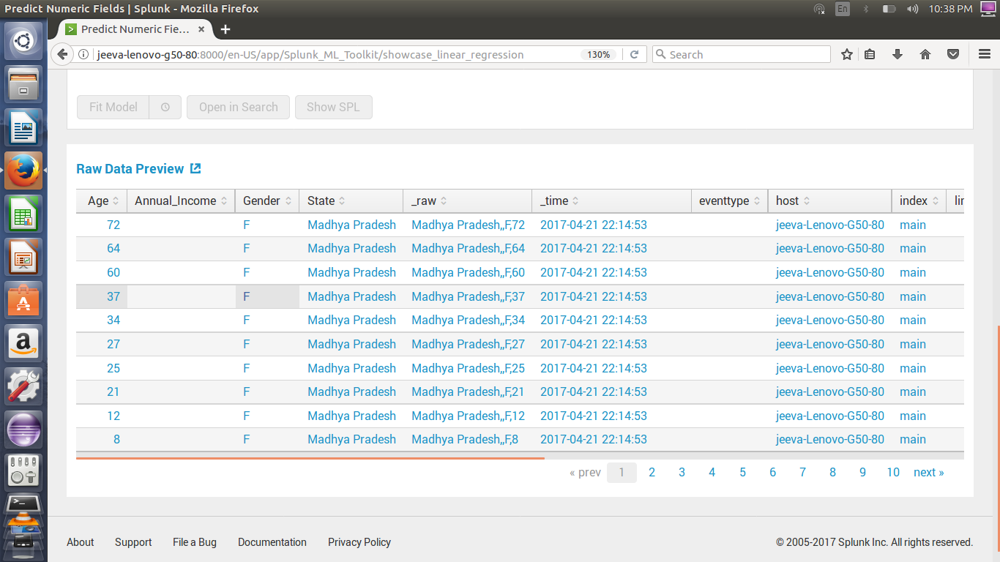 Predict Numeric Fields | Splunk - Mozilla Firefox En 10:38 PM
Predict Numeric Fie... × +
jeeva-lenovo-g50-80:8000/en-US/app/Splunk_ML_Toolkit/showcase_linear_regression 130% Search
Fit Model Open in Search Show SPL
Raw Data Preview
Age Annual_Income Gender State _raw _time eventtype host index lin
72 F Madhya Pradesh Madhya Pradesh,,F,72 2017-04-21 22:14:53 jeeva-Lenovo-G50-80 main
64 F Madhya Pradesh Madhya Pradesh,,F,64 2017-04-21 22:14:53 jeeva-Lenovo-G50-80 main
60 F Madhya Pradesh Madhya Pradesh,,F,60 2017-04-21 22:14:53 jeeva-Lenovo-G50-80 main
37 F Madhya Pradesh Madhya Pradesh,,F,37 2017-04-21 22:14:53 jeeva-Lenovo-G50-80 main
34 F Madhya Pradesh Madhya Pradesh,,F,34 2017-04-21 22:14:53 jeeva-Lenovo-G50-80 main
27 F Madhya Pradesh Madhya Pradesh,,F,27 2017-04-21 22:14:53 jeeva-Lenovo-G50-80 main
25 F Madhya Pradesh Madhya Pradesh,,F,25 2017-04-21 22:14:53 jeeva-Lenovo-G50-80 main
21 F Madhya Pradesh Madhya Pradesh,,F,21 2017-04-21 22:14:53 jeeva-Lenovo-G50-80 main
12 F Madhya Pradesh Madhya Pradesh,,F,12 2017-04-21 22:14:53 jeeva-Lenovo-G50-80 main
8 F Madhya Pradesh Madhya Pradesh,,F,8 2017-04-21 22:14:53 jeeva-Lenovo-G50-80 main
« prev 1 2 3 4 5 6 7 8 9 10 next »
About Support File a Bug Documentation Privacy Policy © 2005-2017 Splunk Inc. All rights reserved.